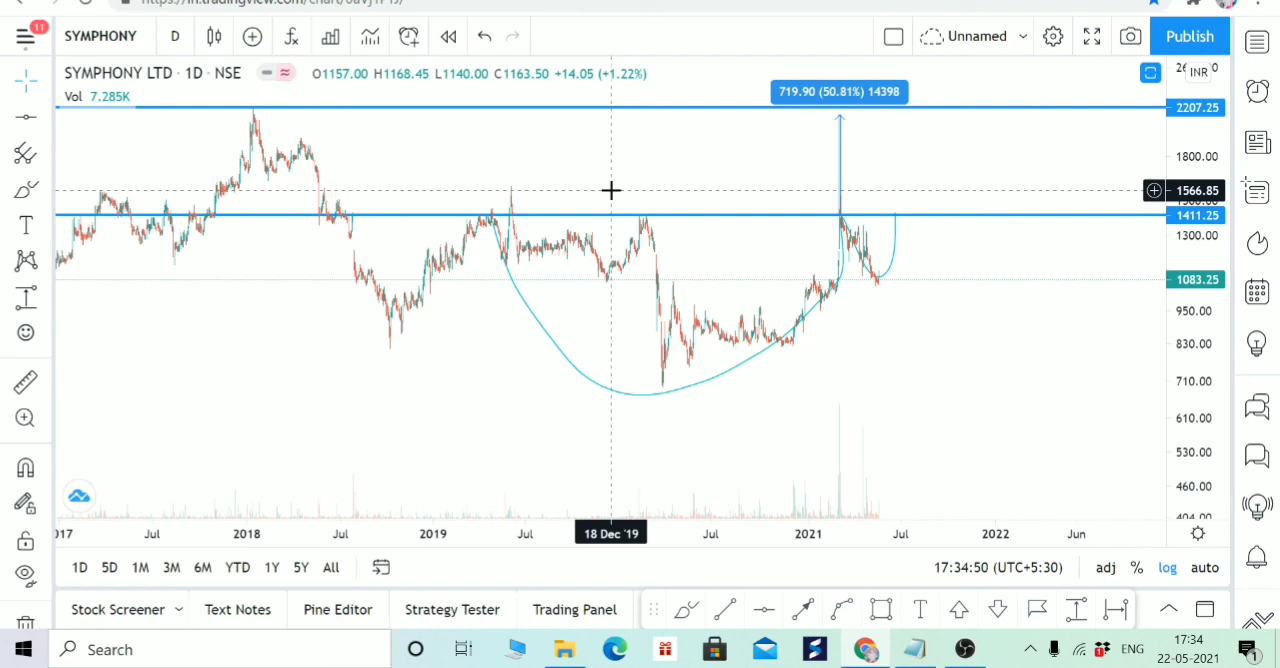 11
SYMPHONY D Unnamed Publish
SYMPHONY LTD · 1D · NSE O1157.00 H1168.45 L1140.00 C1163.50 +14.05 (+1.22%)
INR
Vol 7.285K
719.90 (50.81%) 14398
2207.25
1800.00
1566.85
1411.25
1300.00
1083.25
950.00
830.00
710.00
610.00
530.00
460.00
Jul 2018 Jul 2019 Jul 18 Dec '19 Jul 2021 Jul 2022 Jun
1D 5D 1M 3M 6M YTD 1Y 5Y All 17:34:50 (UTC+5:30) adj % log auto
Stock Screener Text Notes Pine Editor Strategy Tester Trading Panel
Search ENG 17:34
22-05-2021
1